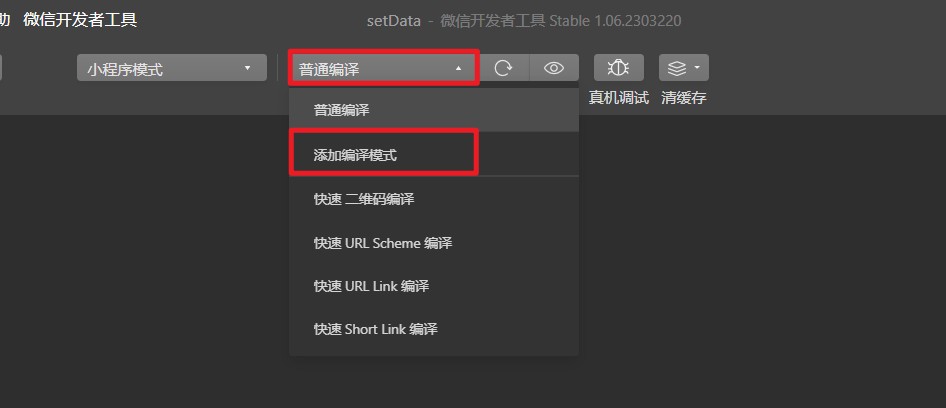 助 微信开发者工具
setData - 微信开发者工具 Stable 1.06.2303220
小程序模式
普通编译
真机调试 清缓存
普通编译
添加编译模式
快速 二维码编译
快速 URL Scheme 编译
快速 URL Link 编译
快速 Short Link 编译